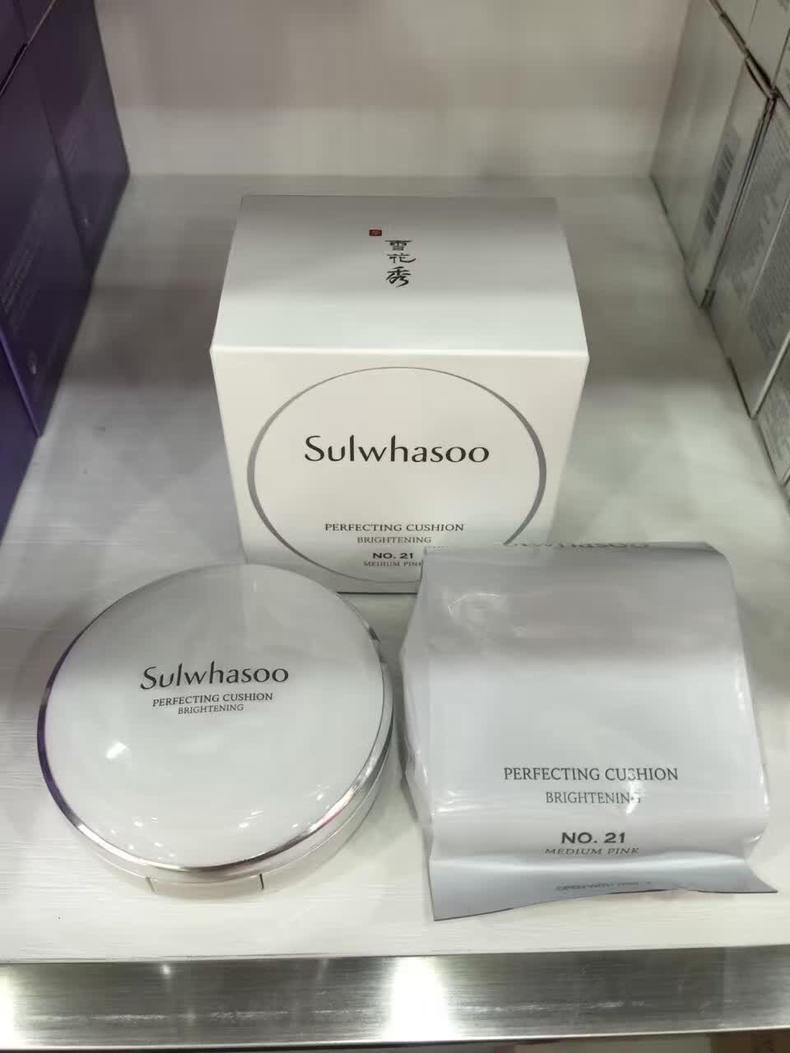 雪花秀
Sulwhasoo
PERFECTING CUSHION
BRIGHTENING
NO. 21
MEDIUM PINK
Sulwhasoo
PERFECTING CUSHION
BRIGHTENING
PERFECTING CUSHION
BRIGHTENING
NO. 21
MEDIUM PINK